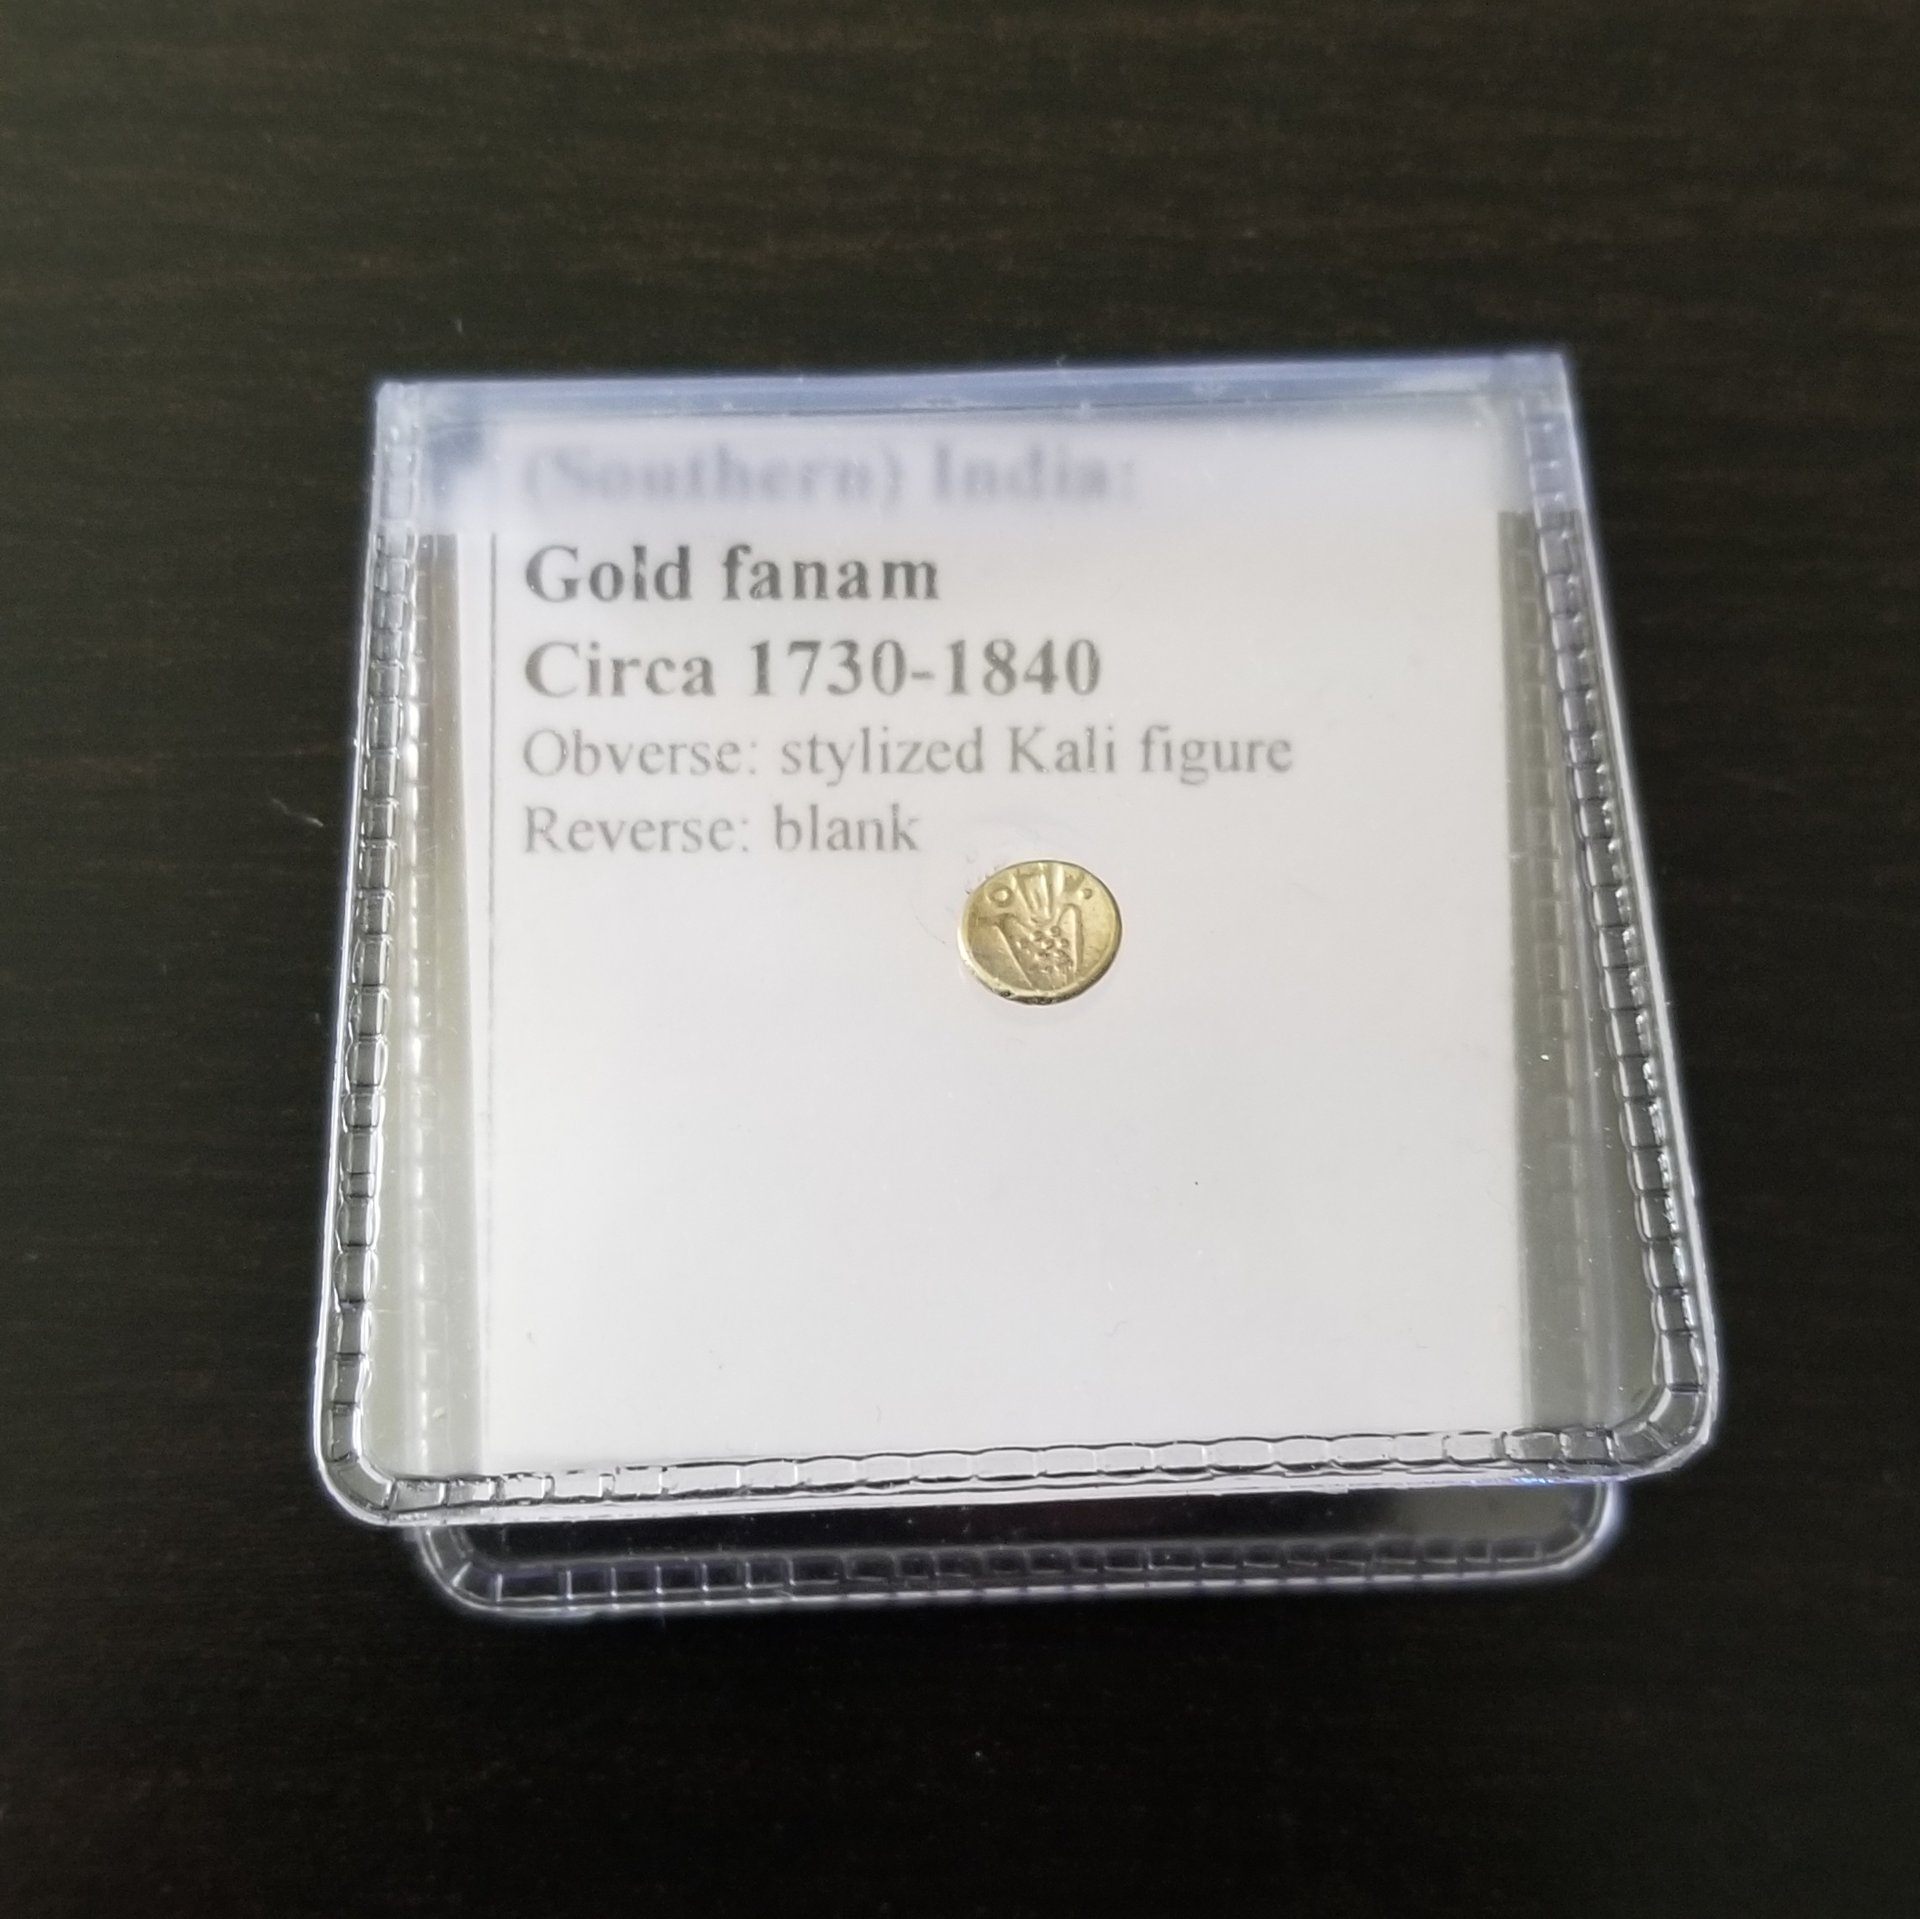 (Southern) India:
Gold fanam
Circa 1730-1840
Obverse: stylized Kali figure
Reverse: blank